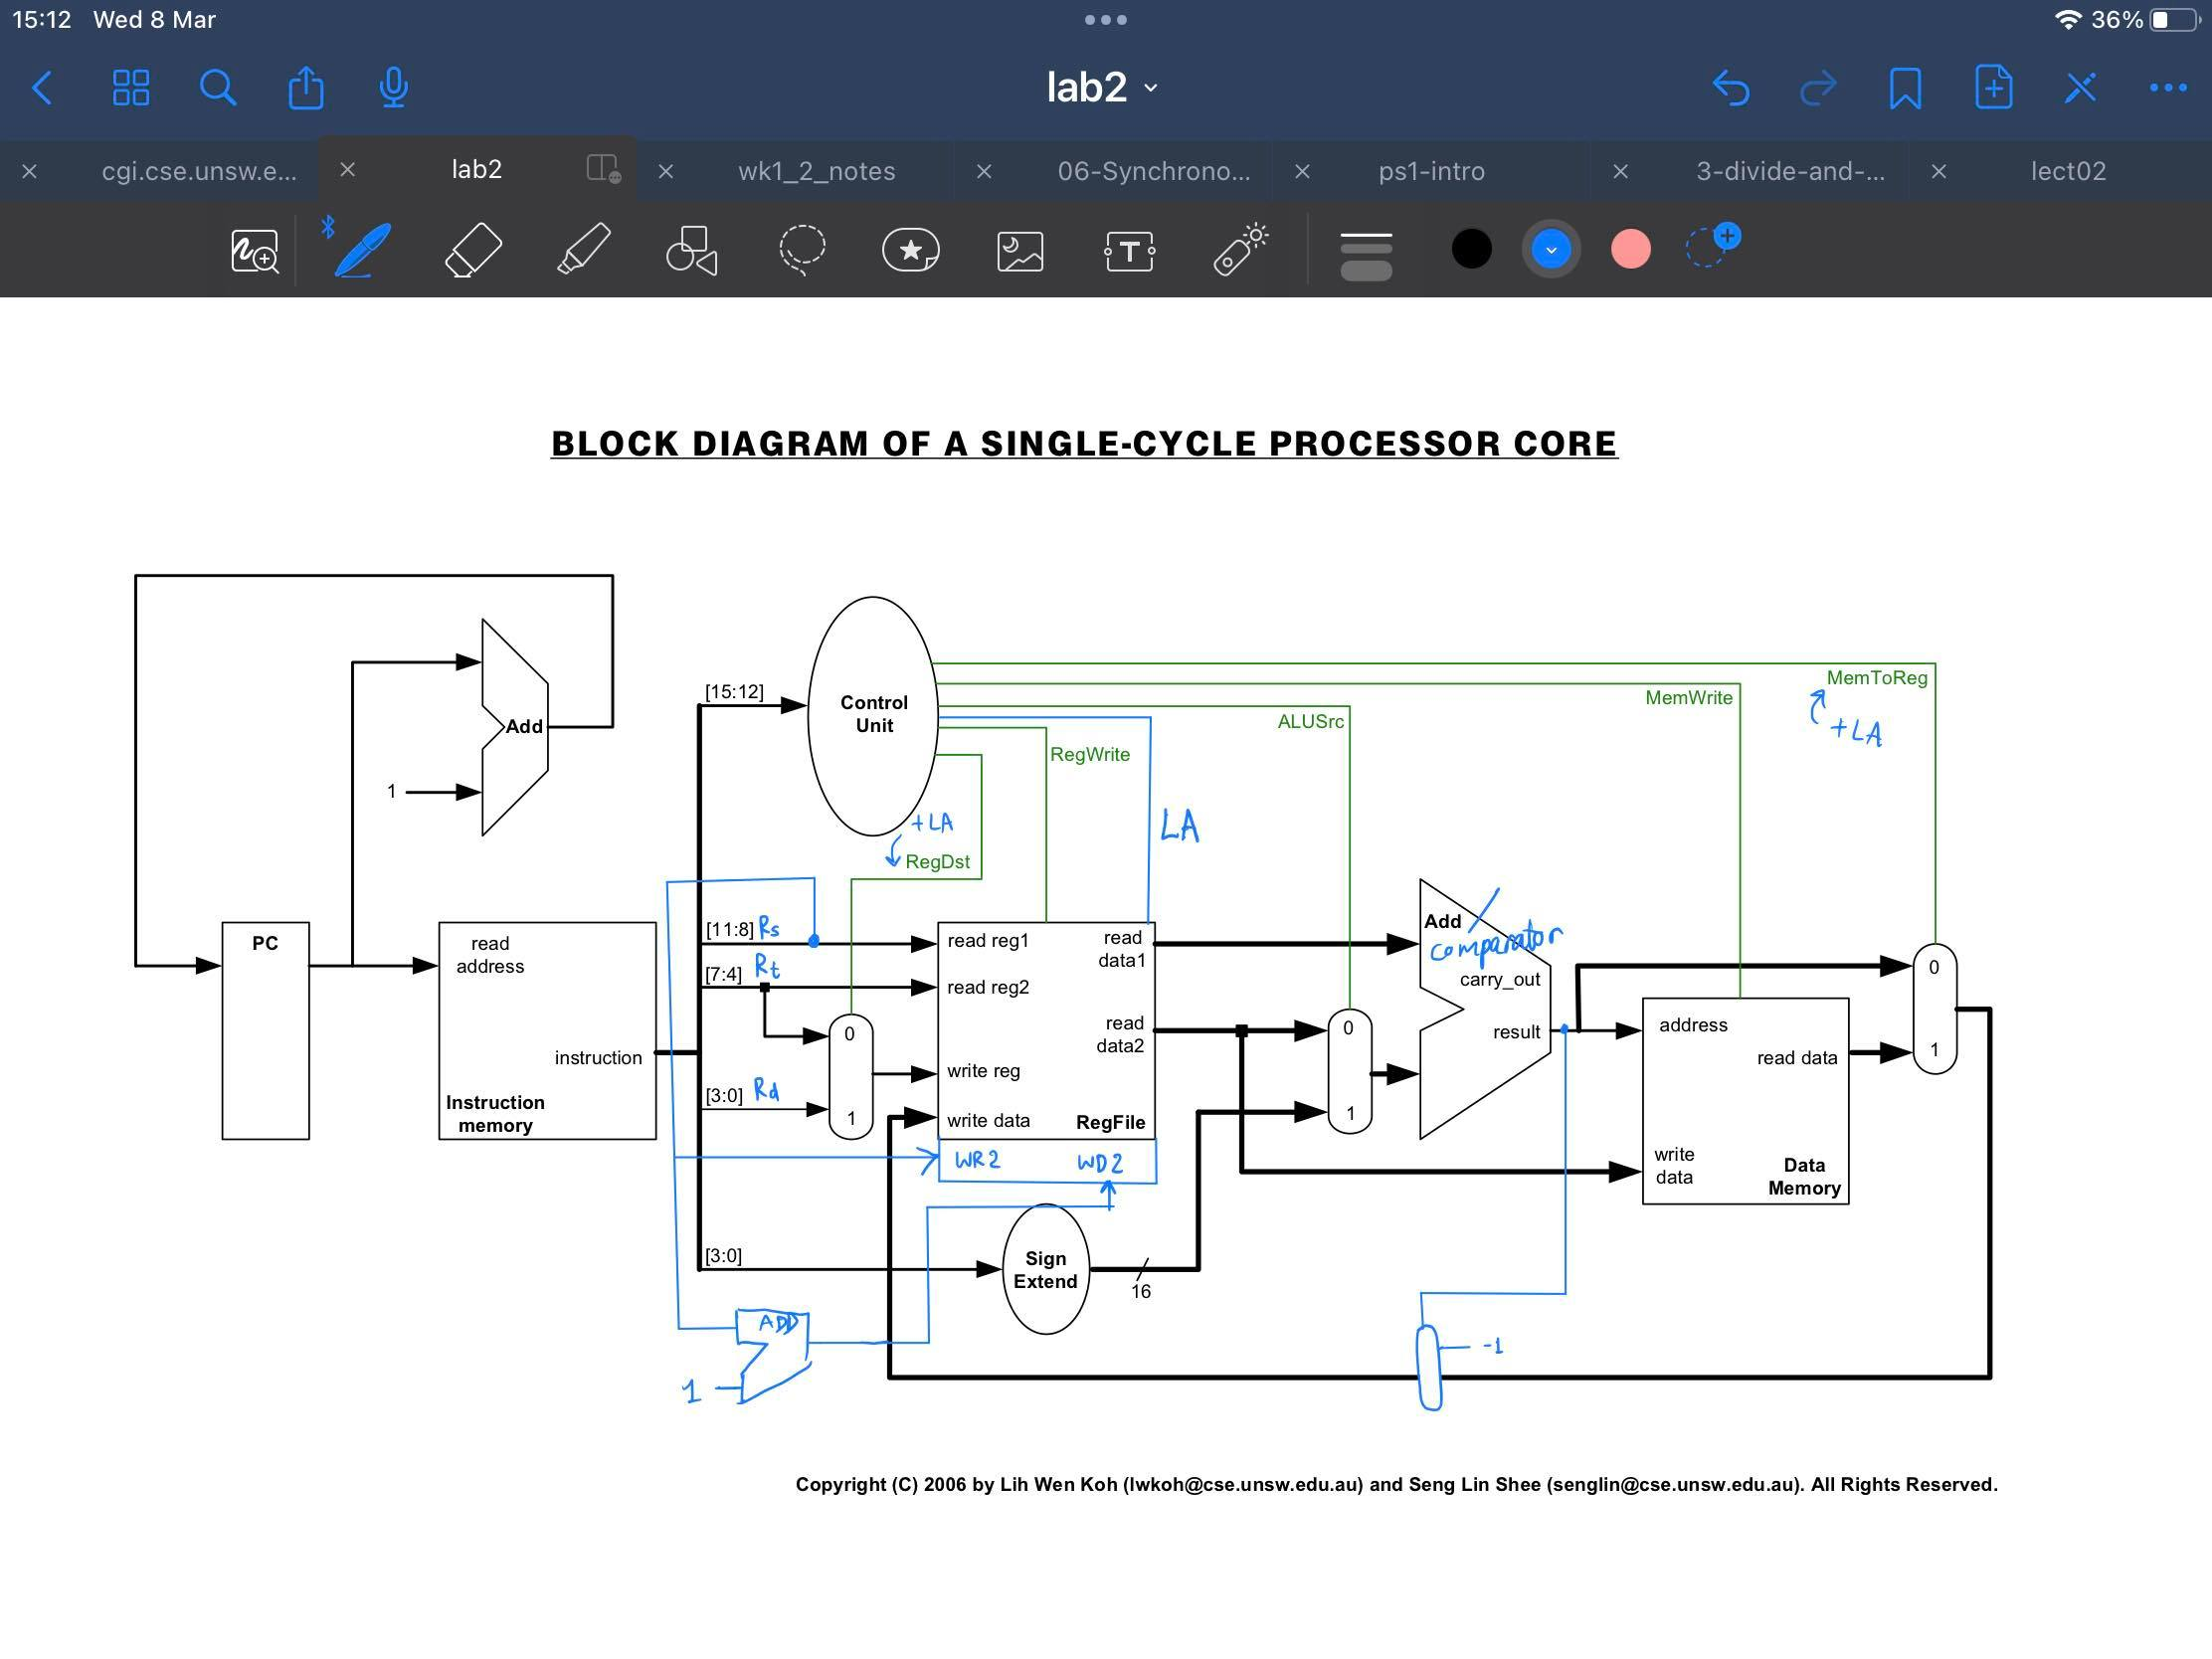 15:12 Wed 8 Mar
36%
lab2
cgi.cse.unsw.e...
lab2
wk1_2_notes
06-Synchrono...
ps1-intro
3-divide-and-...
lect02
T
BLOCK DIAGRAM OF A SINGLE-CYCLE PROCESSOR CORE
Add
1
PC
read
address
instruction
Instruction
memory
[15:12]
Control
Unit
MemToReg
+LA
MemWrite
ALUSrc
RegWrite
LA
+LA
RegDst
[11:8] Rs
[7:4] Rt
[3:0] Rd
0
1
read reg1
read reg2
write reg
write data
read
data1
read
data2
RegFile
WR2 WD2
[3:0]
Sign
Extend
16
0
1
Add /
comparator
carry_out
result
address
read data
write
data
Data
Memory
0
1
ADD
1
-1
Copyright (C) 2006 by Lih Wen Koh (lwkoh@cse.unsw.edu.au) and Seng Lin Shee (senglin@cse.unsw.edu.au). All Rights Reserved.